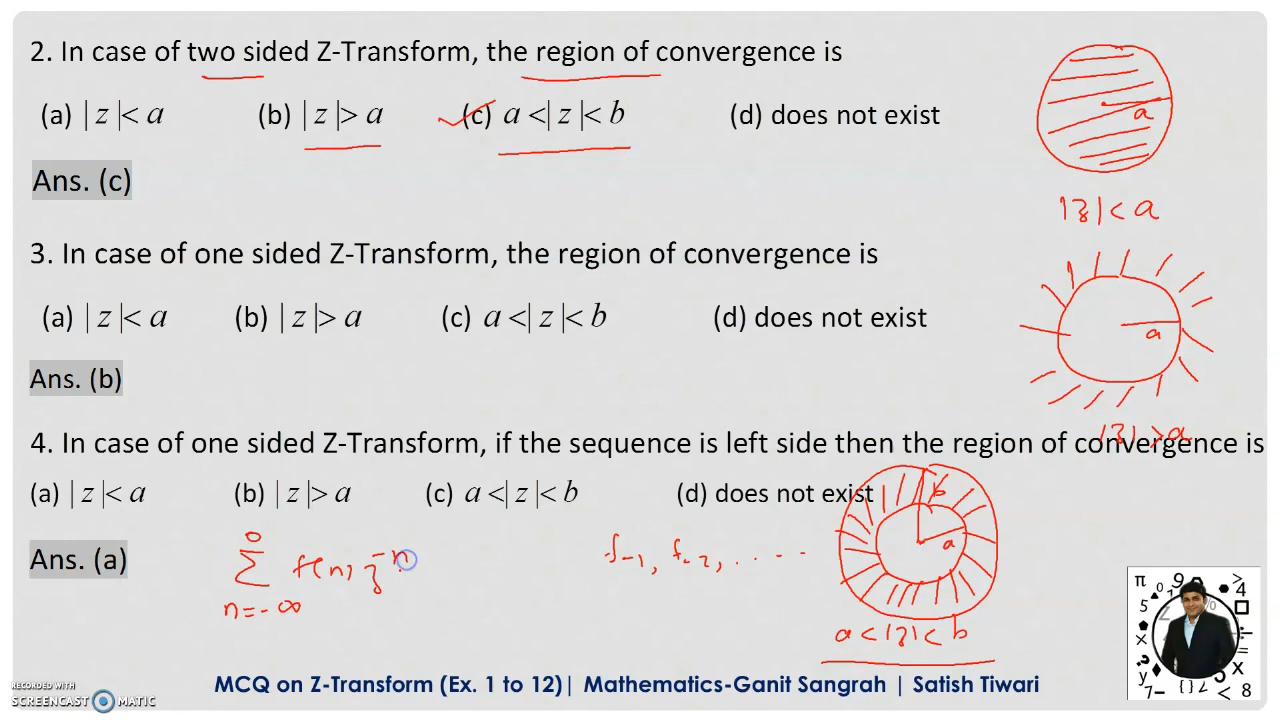 2. In case of two sided Z-Transform, the region of convergence is
(a) |z|< a (b) |z|> a (c) a <|z|< b (d) does not exist
a
Ans. (c)
|z| < a
3. In case of one sided Z-Transform, the region of convergence is
(a) |z|< a (b) |z|> a (c) a <|z|< b (d) does not exist
a
Ans. (b)
|z| > a
4. In case of one sided Z-Transform, if the sequence is left side then the region of convergence is
(a) |z|< a (b) |z|> a (c) a <|z|< b (d) does not exist
b
a
Ans. (a)
0
∑ f(n) z^-n f-1, f-2, . . . . .
n = - ∞
a < |z| < b
RECORDED WITH
SCREENCAST MATIC
MCQ on Z-Transform (Ex. 1 to 12)| Mathematics-Ganit Sangrah | Satish Tiwari